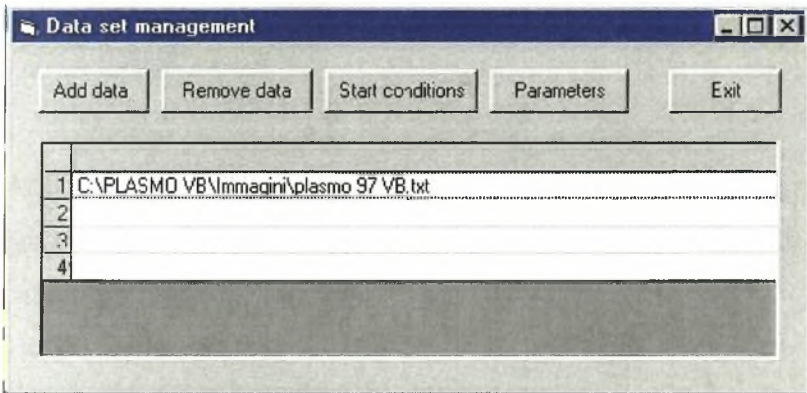 Data set management
Add data Remove data Start conditions Parameters Exit
1 C:\PLASMO VB\Immagini\plasmo 97 VB.txt
2
3
4